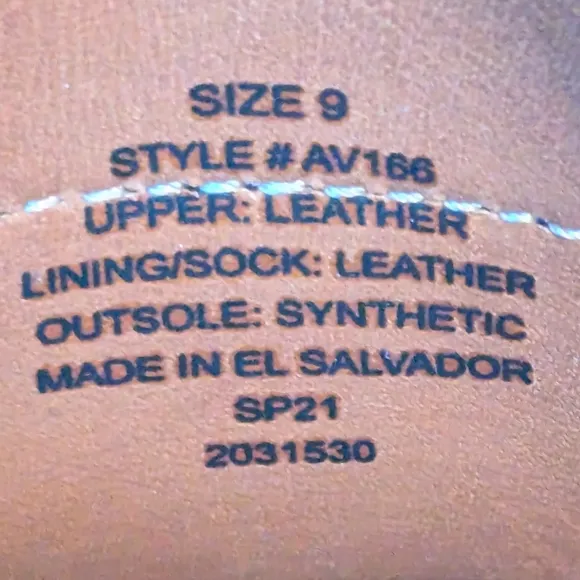 SIZE 9
STYLE # AV166
UPPER: LEATHER
LINING/SOCK: LEATHER
OUTSOLE: SYNTHETIC
MADE IN EL SALVADOR
SP21
2031530